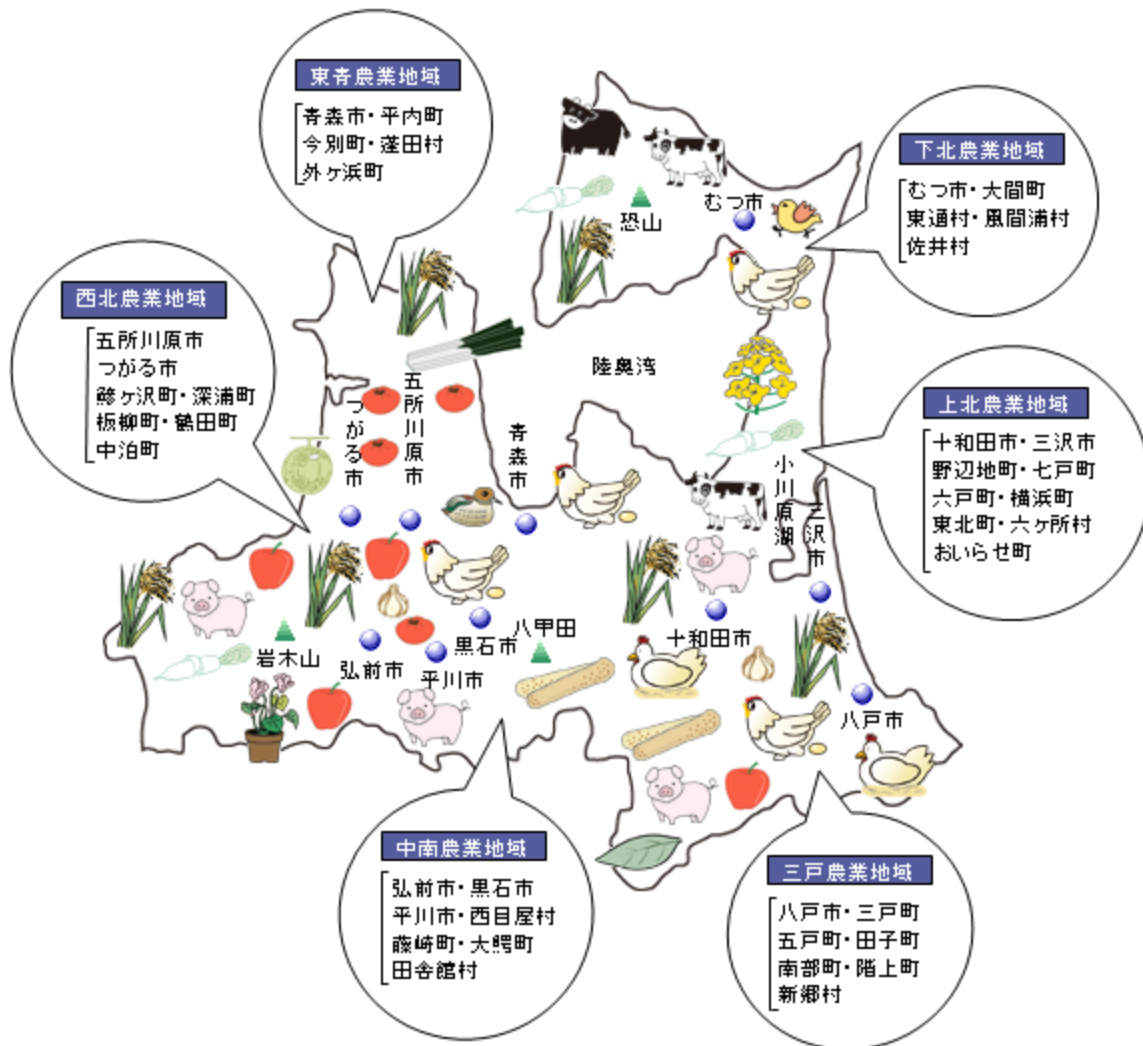 東青農業地域
青森市・平内町
今別町・蓬田村
外ヶ浜町
下北農業地域
むつ市・大間町
東通村・風間浦村
佐井村
西北農業地域
五所川原市
つがる市
鯵ヶ沢町・深浦町
板柳町・鶴田町
中泊町
上北農業地域
十和田市・三沢市
野辺地町・七戸町
六戸町・横浜町
東北町・六ヶ所村
おいらせ町
中南農業地域
弘前市・黒石市
平川市・西目屋村
藤崎町・大鰐町
田舎館村
三戸農業地域
八戸市・三戸町
五戸町・田子町
南部町・階上町
新郷村
恐山
むつ市
陸奥湾
つがる市
五所川原市
青森市
小川原湖
三沢市
岩木山
弘前市
平川市
黒石市
八甲田
十和田市
八戸市